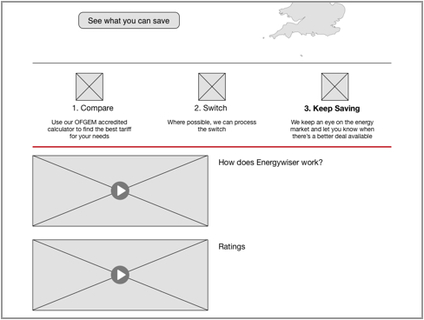 See what you can save
1. Compare
2. Switch
3. Keep Saving
Use our OFGEM accredited
calculator to find the best tariff
for your needs
Where possible, we can process
the switch
We keep an eye on the energy
market and let you know when
there's a better deal available
How does Energywiser work?
Ratings